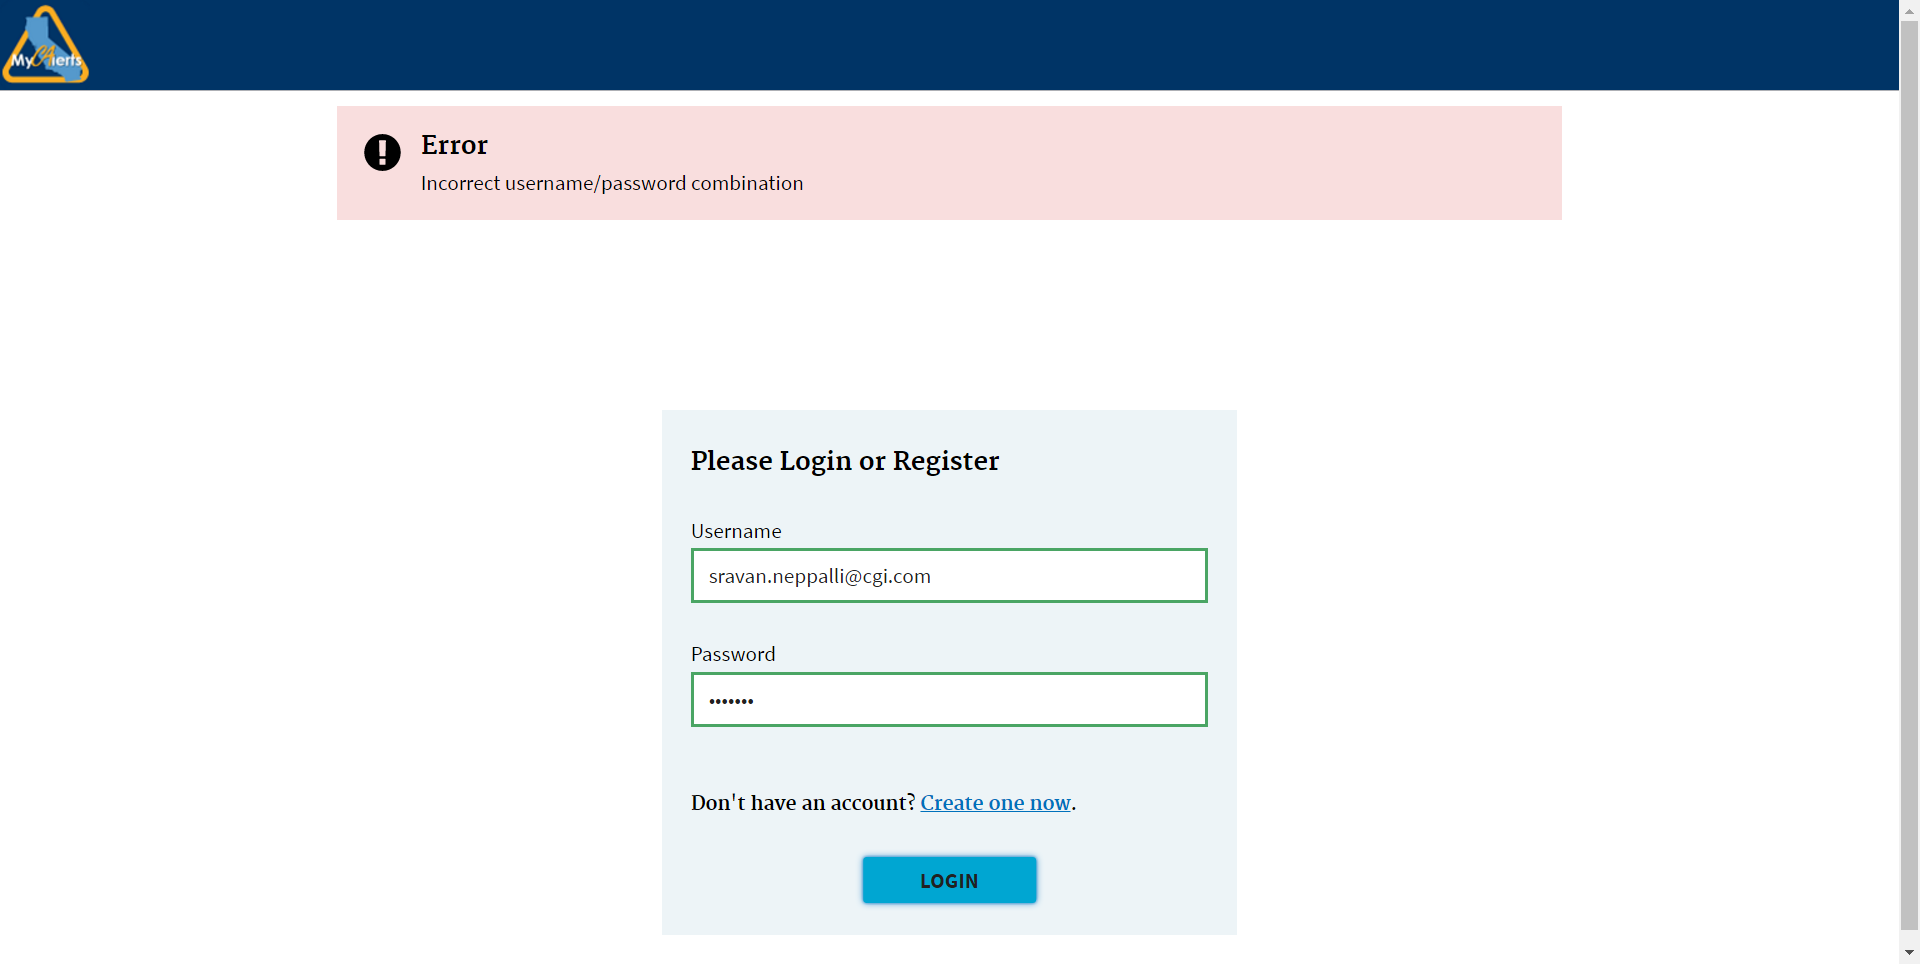 MyCAlerts
Error
Incorrect username/password combination
Please Login or Register
Username
sravan.neppalli@cgi.com
Password
•••••••
Don't have an account? Create one now.
LOGIN